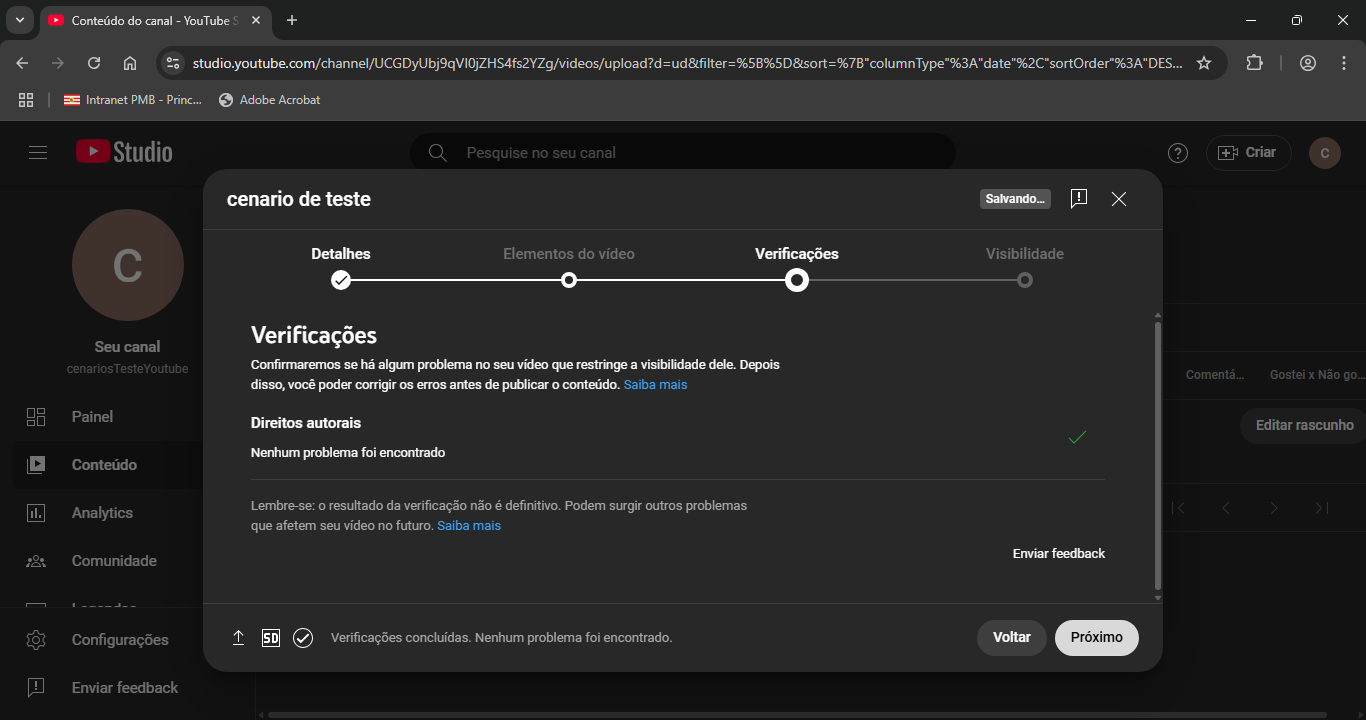 Conteúdo do canal - YouTube S
studio.youtube.com/channel/UCGDyUbj9qVI0jZHS4fs2YZg/videos/upload?d=ud&filter=%5B%5D&sort=%7B"columnType"%3A"date"%2C"sortOrder"%3A"DES...
Intranet PMB - Princ...
Adobe Acrobat
Studio
Pesquise no seu canal
Criar
C
cenario de teste
Salvando...
Detalhes
Elementos do vídeo
Verificações
Visibilidade
C
Seu canal
cenariosTesteYoutube
Painel
Conteúdo
Analytics
Comunidade
Configurações
Enviar feedback
Verificações
Confirmaremos se há algum problema no seu vídeo que restringe a visibilidade dele. Depois
disso, você poder corrigir os erros antes de publicar o conteúdo. Saiba mais
Direitos autorais
Nenhum problema foi encontrado
Lembre-se: o resultado da verificação não é definitivo. Podem surgir outros problemas
que afetem seu vídeo no futuro. Saiba mais
Enviar feedback
Comentá...
Gostei x Não go...
Editar rascunho
SD
Verificações concluídas. Nenhum problema foi encontrado.
Voltar
Próximo